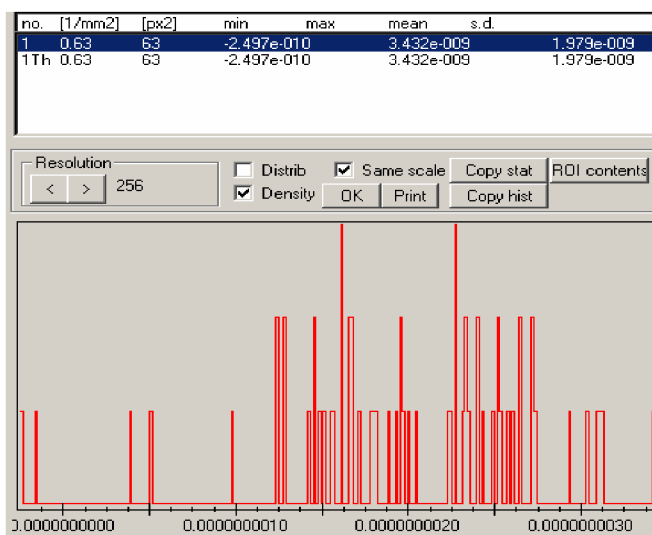 no. [1/mm2] [px2] min max mean s.d.
1 0.63 63 -2.497e-010 3.432e-009 1.979e-009
1Th 0.63 63 -2.497e-010 3.432e-009 1.979e-009
Resolution
< > 256
Distrib Same scale Copy stat ROI contents
Density OK Print Copy hist
0.0000000000 0.0000000010 0.0000000020 0.0000000030